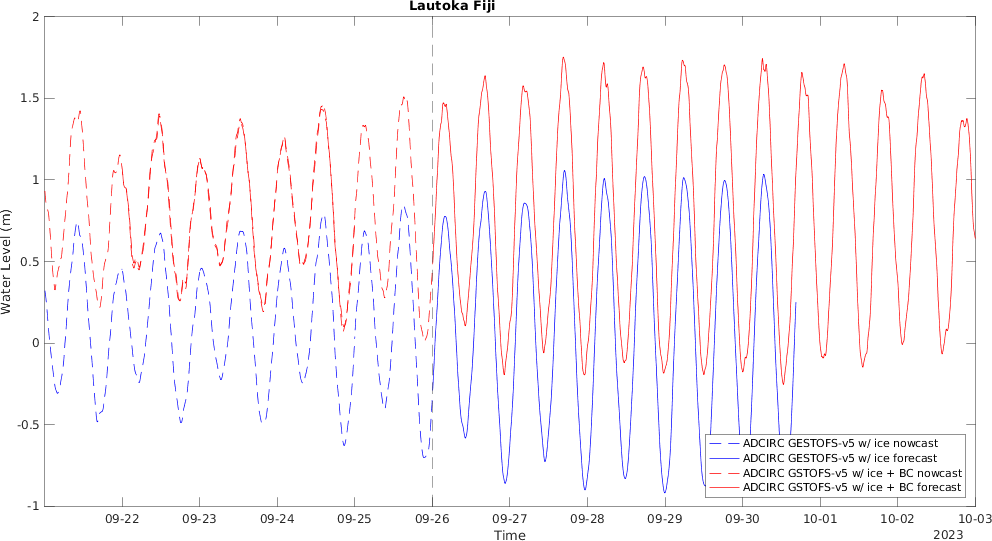 Lautoka Fiji
Water Level (m)
2
1.5
1
0.5
0
-0.5
-1
ADCIRC GESTOFS-v5 w/ ice nowcast
ADCIRC GESTOFS-v5 w/ ice forecast
ADCIRC GSTOFS-v5 w/ ice + BC nowcast
ADCIRC GSTOFS-v5 w/ ice + BC forecast
09-22 09-23 09-24 09-25 09-26 09-27 09-28 09-29 09-30 10-01 10-02 10-03
Time
2023